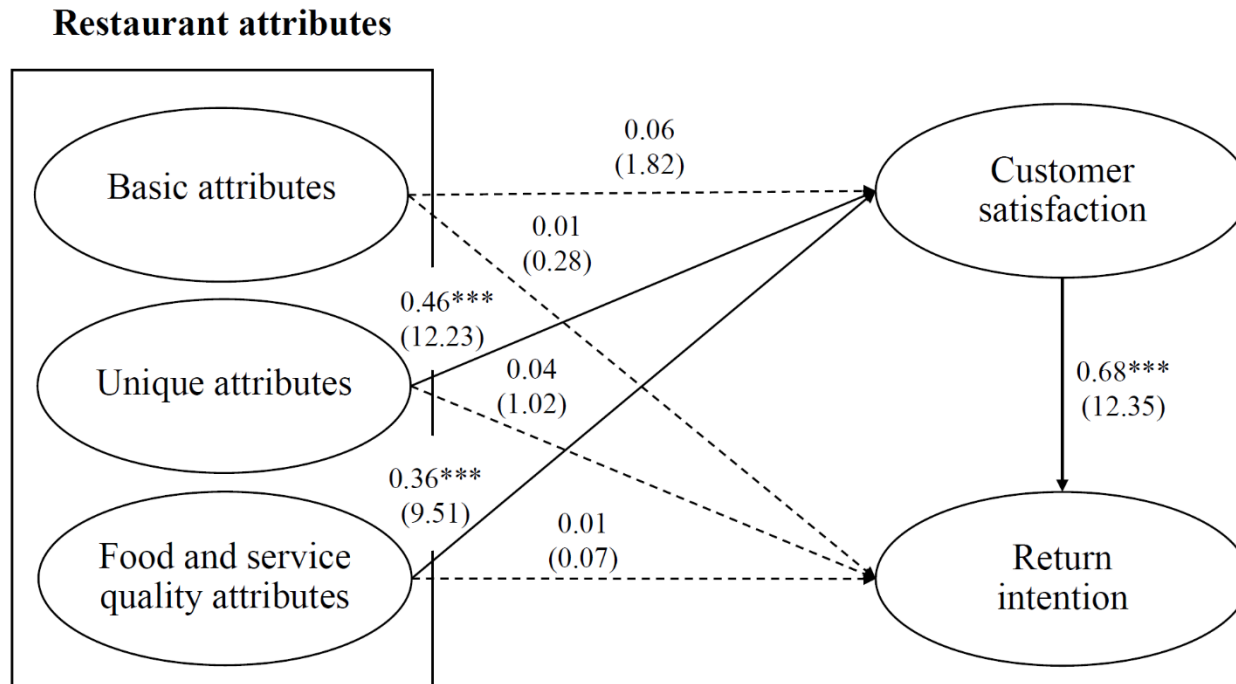 Restaurant attributes
Basic attributes
0.06
(1.82)
Customer
satisfaction
0.01
(0.28)
0.46***
(12.23)
Unique attributes
0.04
(1.02)
0.68***
(12.35)
0.36***
(9.51)
Food and service
quality attributes
0.01
(0.07)
Return
intention